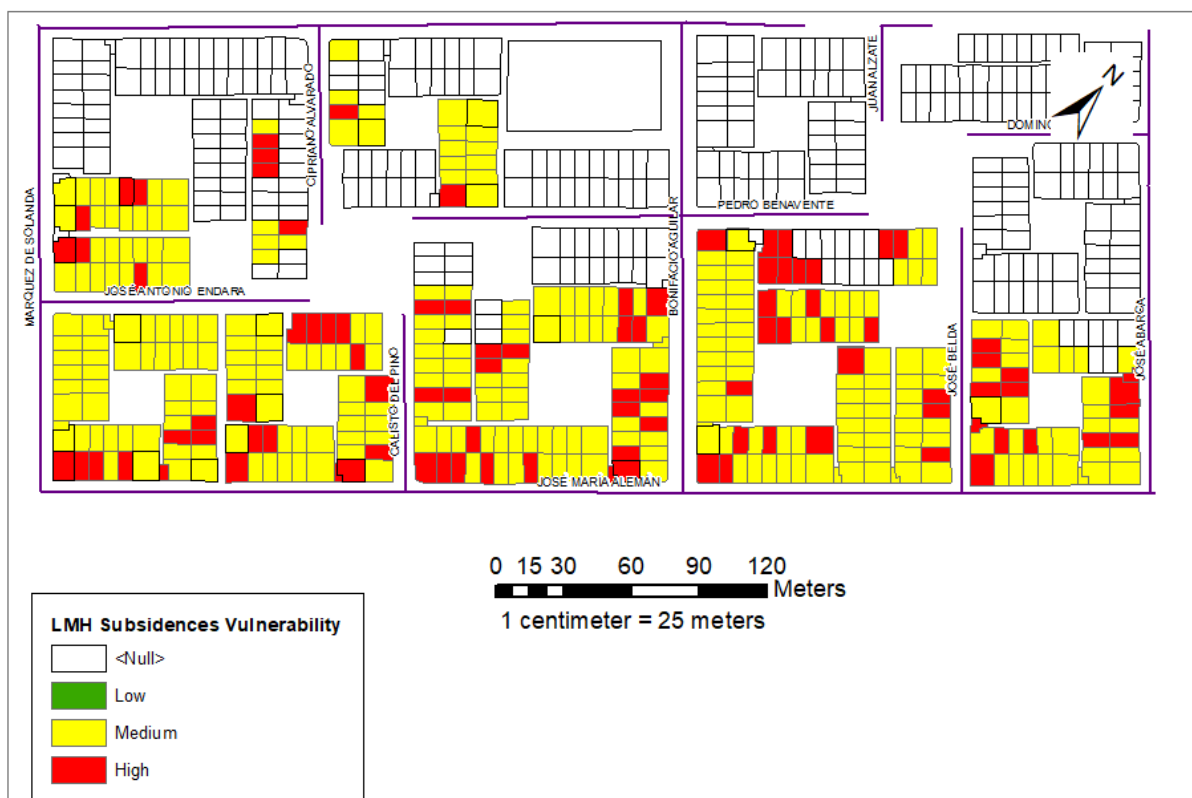 JUAN ALZATE
N
DOMINC
CIPRIANO ALVARADO
MARQUEZ DE SOLANDA
PEDRO BENAVENTE
BONIFACIO AGUILAR
JOSÉ ANTONIO ENDARA
CALISTO DEL PINO
JOSÉ BELDA
JOSÉ ABARCA
JOSÉ MARÍA ALEMÁN
0 15 30 60 90 120
Meters
1 centimeter = 25 meters
LMH Subsidences Vulnerability
<Null>
Low
Medium
High